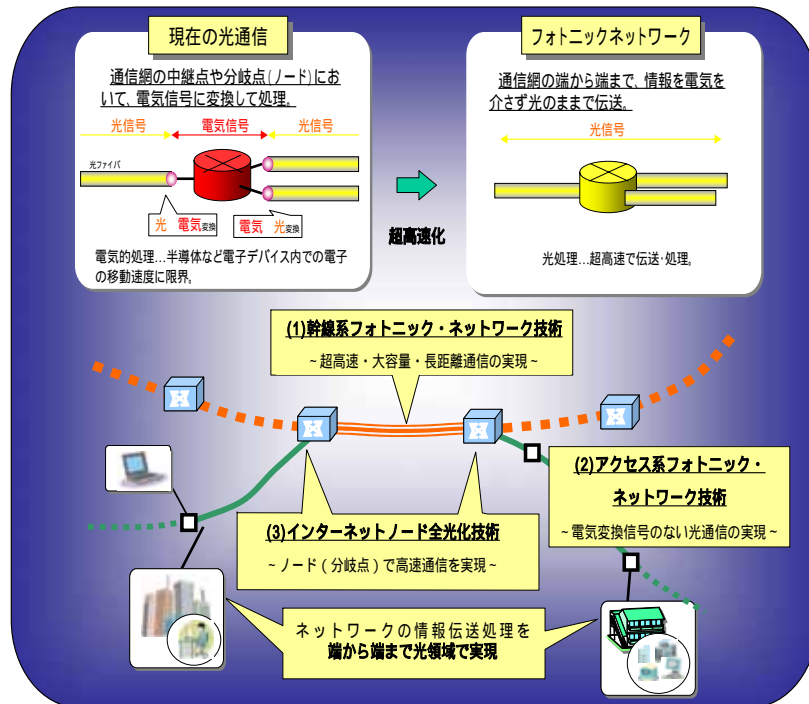 現在の光通信
通信網の中継点や分岐点(ノード)にお
いて、電気信号に変換して処理。
光信号
電気信号
光信号
光ファイバ
光 電気変換
電気 光変換
電気的処理…半導体など電子デバイス内での電子
の移動速度に限界。
超高速化
フォトニックネットワーク
通信網の端から端まで、情報を電気を
介さず光のままで伝送。
光信号
光処理…超高速で伝送・処理。
(1)幹線系フォトニック・ネットワーク技術
~超高速・大容量・長距離通信の実現~
(2)アクセス系フォトニック・
ネットワーク技術
~電気変換信号のない光通信の実現~
(3)インターネットノード全光化技術
~ノード(分岐点)で高速通信を実現~
ネットワークの情報伝送処理を
端から端まで光領域で実現